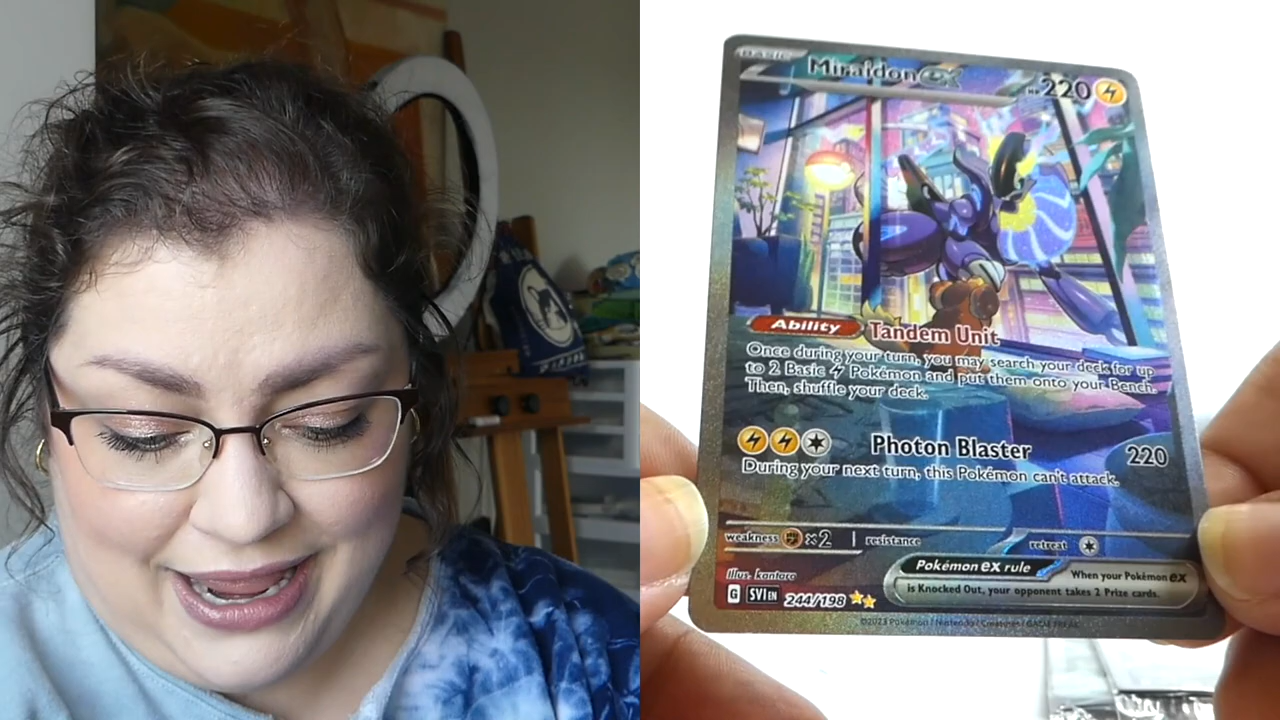 BASIC
Miraidon ex
HP 220
Ability Tandem Unit
Once during your turn, you may search your deck for up
to 2 Basic Pokémon and put them onto your Bench.
Then, shuffle your deck.
Photon Blaster 220
During your next turn, this Pokémon can't attack.
weakness ×2 resistance retreat
Pokémon ex rule
When your Pokémon ex
is Knocked Out, your opponent takes 2 Prize cards.
Illus. kantaro
G SVI EN 244/198
©2023 Pokémon / Nintendo / Creatures / GAME FREAK